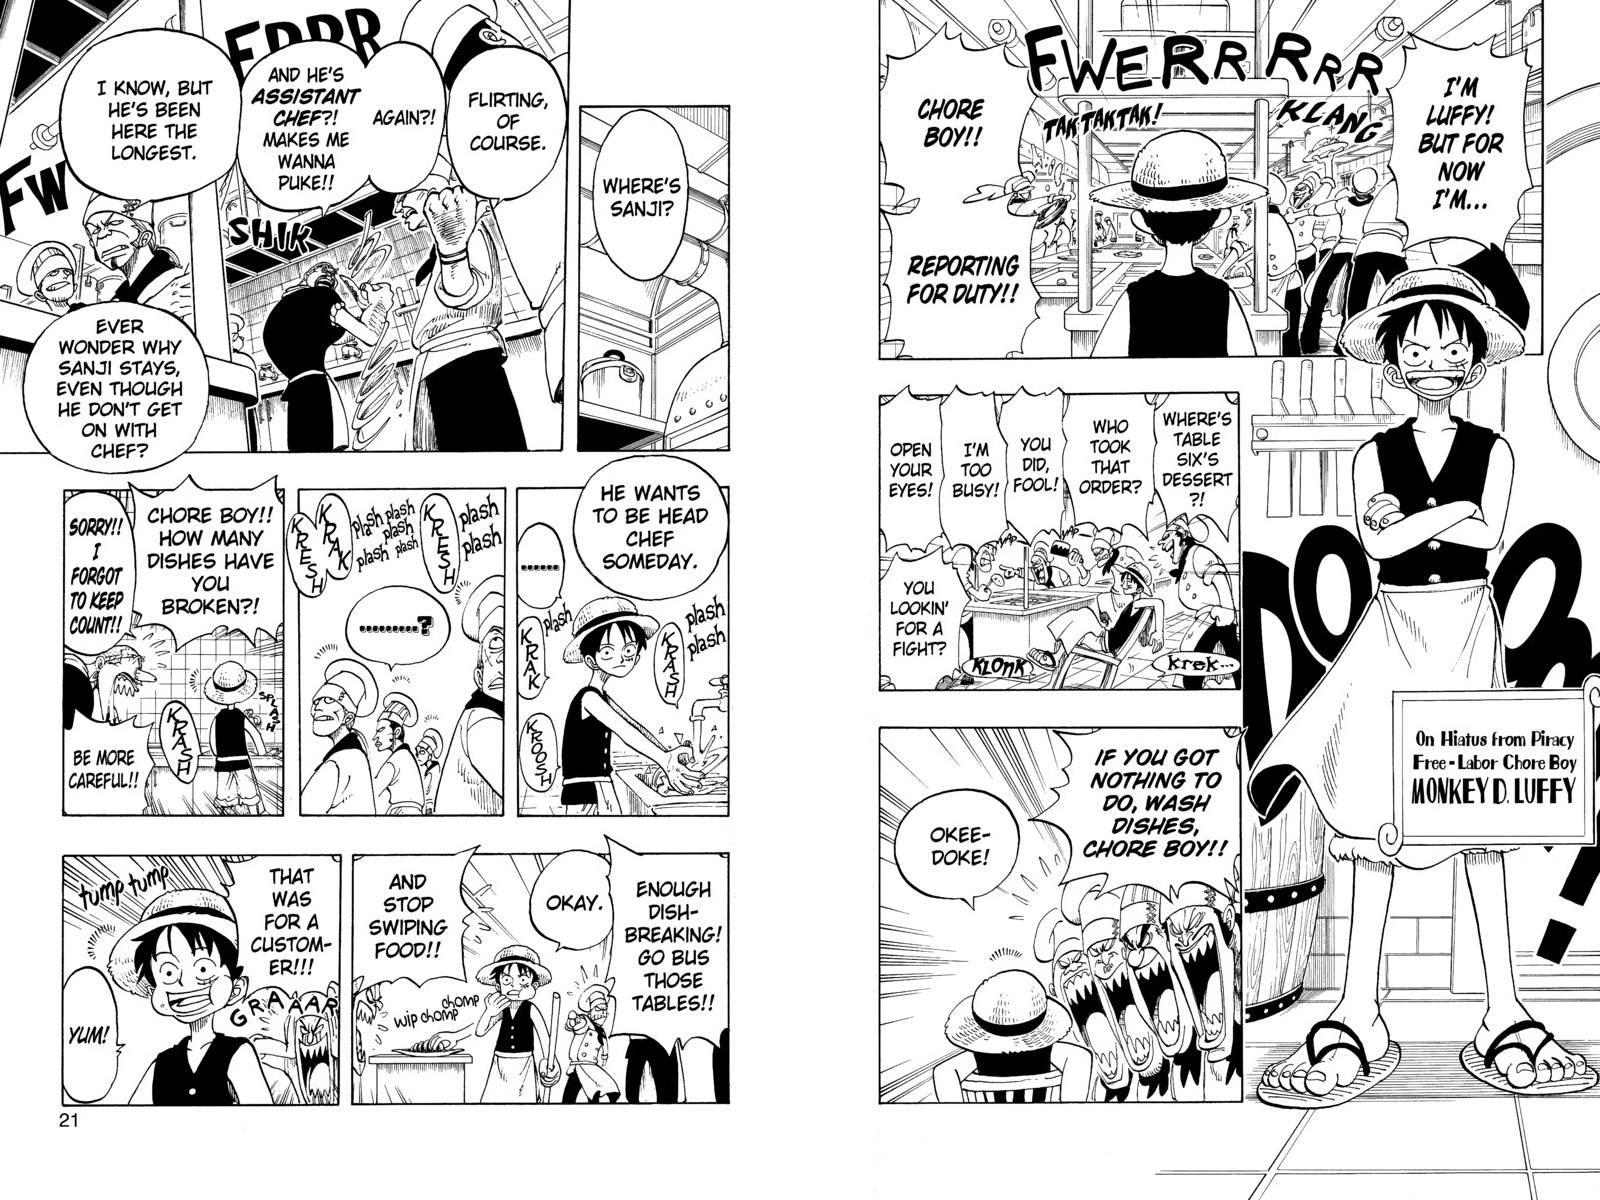 FWERR RRR
KLANG
TAKTAKTAK!
I'M
LUFFY!
BUT FOR
NOW
I'M...
CHORE
BOY!!
REPORTING
FOR DUTY!!
DOOM!!
On Hiatus from Piracy
Free-Labor Chore Boy
MONKEY D. LUFFY
WHERE'S
TABLE
SIX'S
DESSERT
?!
WHO
TOOK
THAT
ORDER?
YOU
DID,
FOOL!
I'M
TOO
BUSY!
OPEN
YOUR
EYES!
YOU
LOOKIN'
FOR A
FIGHT?
WAP
WAP
KLONK
krek...
IF YOU GOT
NOTHING TO
DO, WASH
DISHES,
CHORE BOY!!
OKEE-
DOKE!
WHERE'S
SANJI?
FLIRTING,
OF
COURSE.
AGAIN?!
AND HE'S
ASSISTANT
CHEF?!
MAKES ME
WANNA
PUKE!!
FRRR
SHIK
FW
I KNOW, BUT
HE'S BEEN
HERE THE
LONGEST.
EVER
WONDER WHY
SANJI STAYS,
EVEN THOUGH
HE DON'T GET
ON WITH
CHEF?
HE WANTS
TO BE HEAD
CHEF
SOMEDAY.
......
plash
KRAK
KROOSH
KRASH
plash
plash
plash
plash
KRESH
plash plash
plash
plash plash
KRAK
KRESH
.........?
CHORE BOY!!
HOW MANY
DISHES HAVE
YOU
BROKEN?!
SORRY!!
I
FORGOT
TO KEEP
COUNT!!
SPLASH
KRASH
BE MORE
CAREFUL!!
ENOUGH
DISH-
BREAKING!
GO BUS
THOSE
TABLES!!
OKAY.
AND
STOP
SWIPING
FOOD!!
chomp
wip chomp
THAT
WAS
FOR A
CUSTOM-
ER!!!
tump tump
GRAAAR
YUM!
21